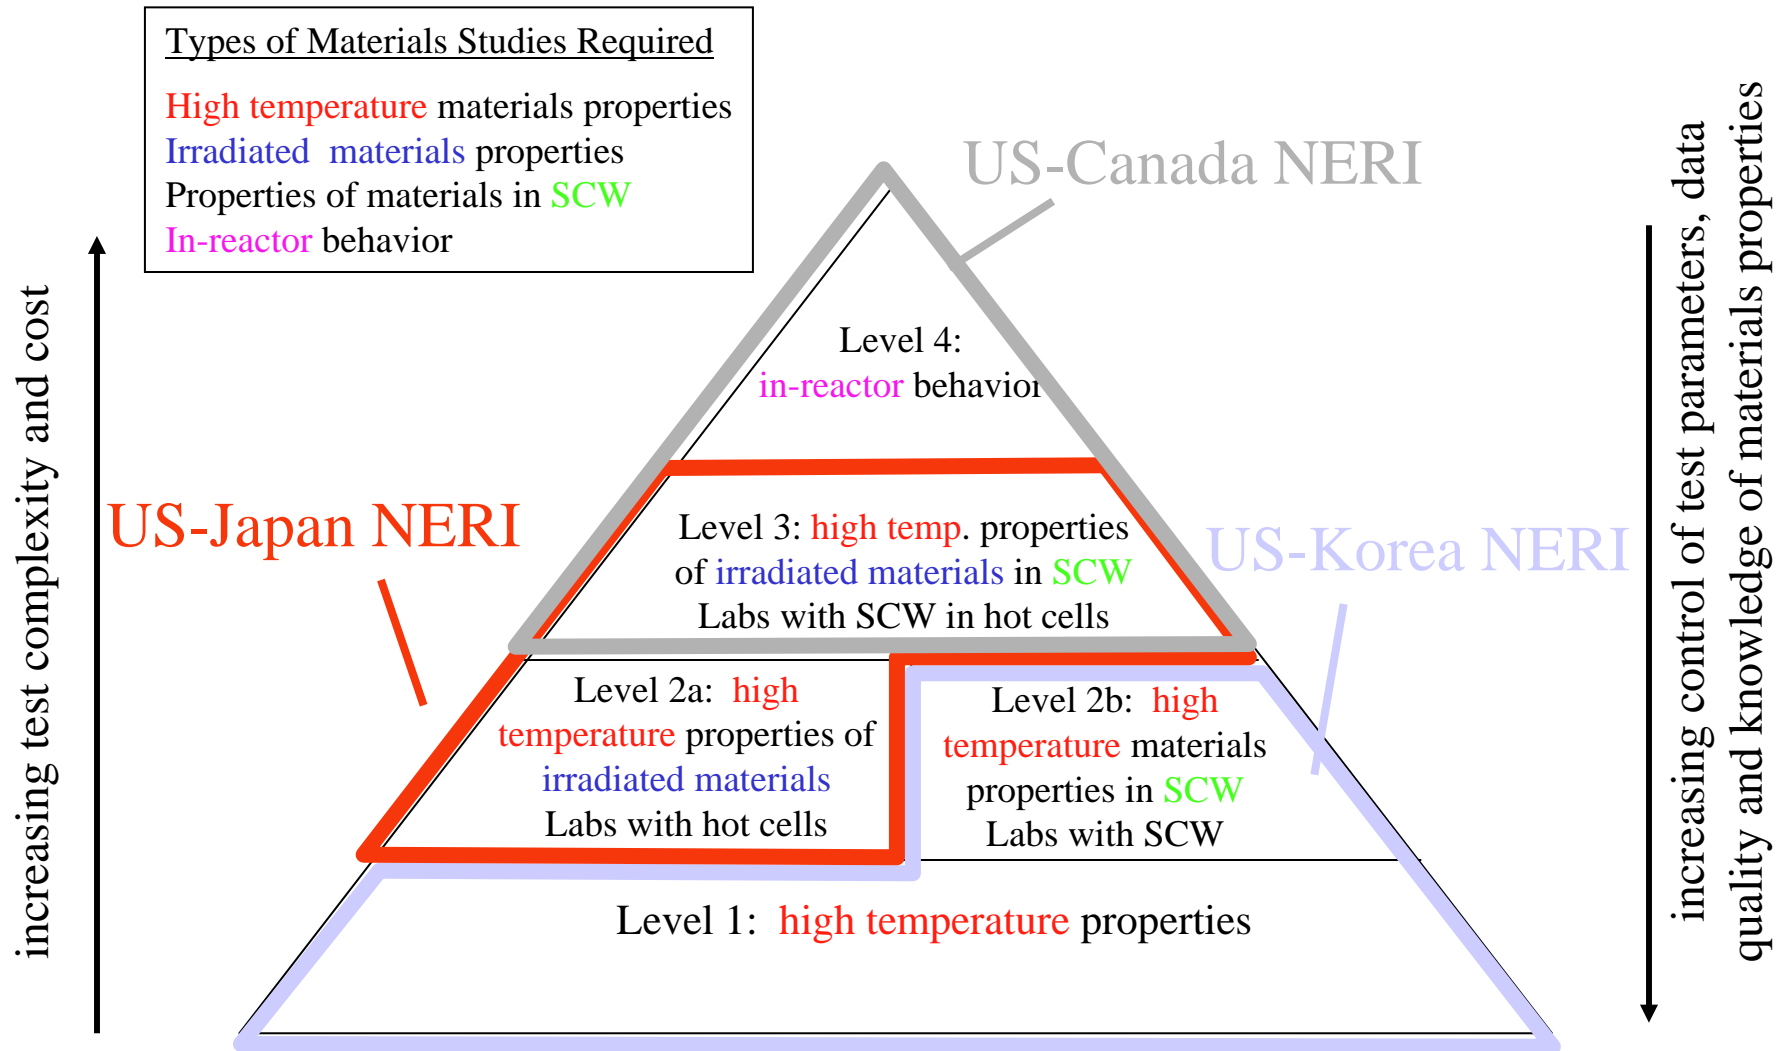 Types of Materials Studies Required
High temperature materials properties
Irradiated materials properties
Properties of materials in SCW
In-reactor behavior
US-Canada NERI
increasing test complexity and cost
increasing control of test parameters, data
quality and knowledge of materials properties
Level 4:
in-reactor behavior
US-Japan NERI
Level 3: high temp. properties
of irradiated materials in SCW
Labs with SCW in hot cells
US-Korea NERI
Level 2a: high
temperature properties of
irradiated materials
Labs with hot cells
Level 2b: high
temperature materials
properties in SCW
Labs with SCW
Level 1: high temperature properties